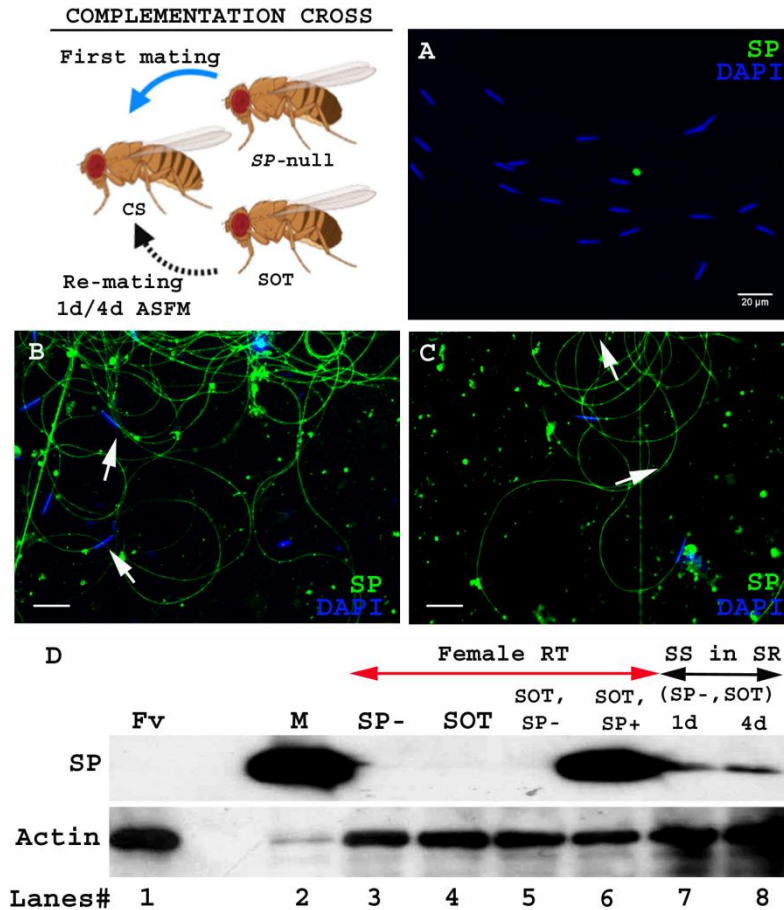 COMPLEMENTATION CROSS
First mating
SP-null
CS
SOT
Re-mating
1d/4d ASFM
A
SP
DAPI
20 µm
B
SP
DAPI
C
SP
DAPI
D
Female RT
SS in SR
Fv
M
SP-
SOT
SOT,
SP-
SOT,
SP+
(SP-,SOT)
1d
4d
SP
Actin
Lanes# 1 2 3 4 5 6 7 8